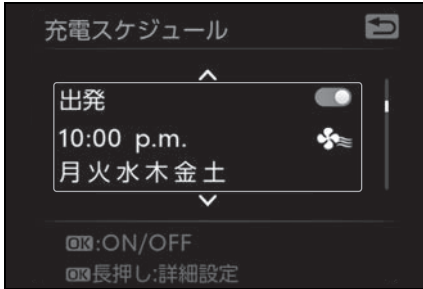 充電スケジュール
出発
10:00 p.m.
月火水木金土
OK:ON/OFF
OK長押し:詳細設定